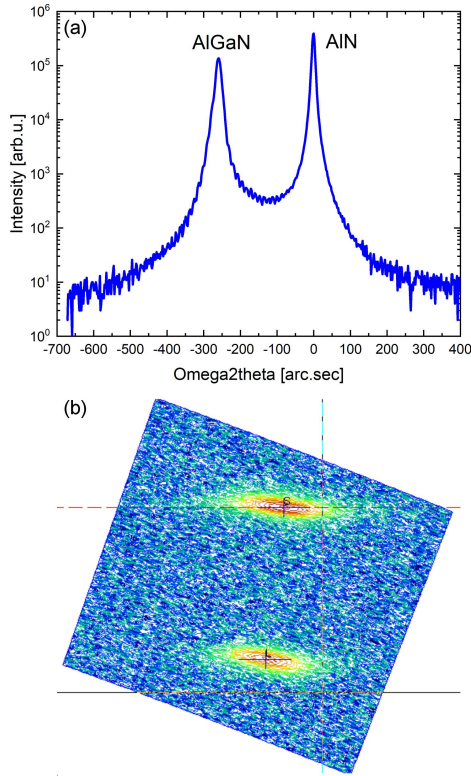 (a)
AlGaN
AlN
Intensity [arb.u.]
10^6
10^5
10^4
10^3
10^2
10^1
10^0
-700 -600 -500 -400 -300 -200 -100 0 100 200 300 400
Omega2theta [arc.sec]
(b)
S
L